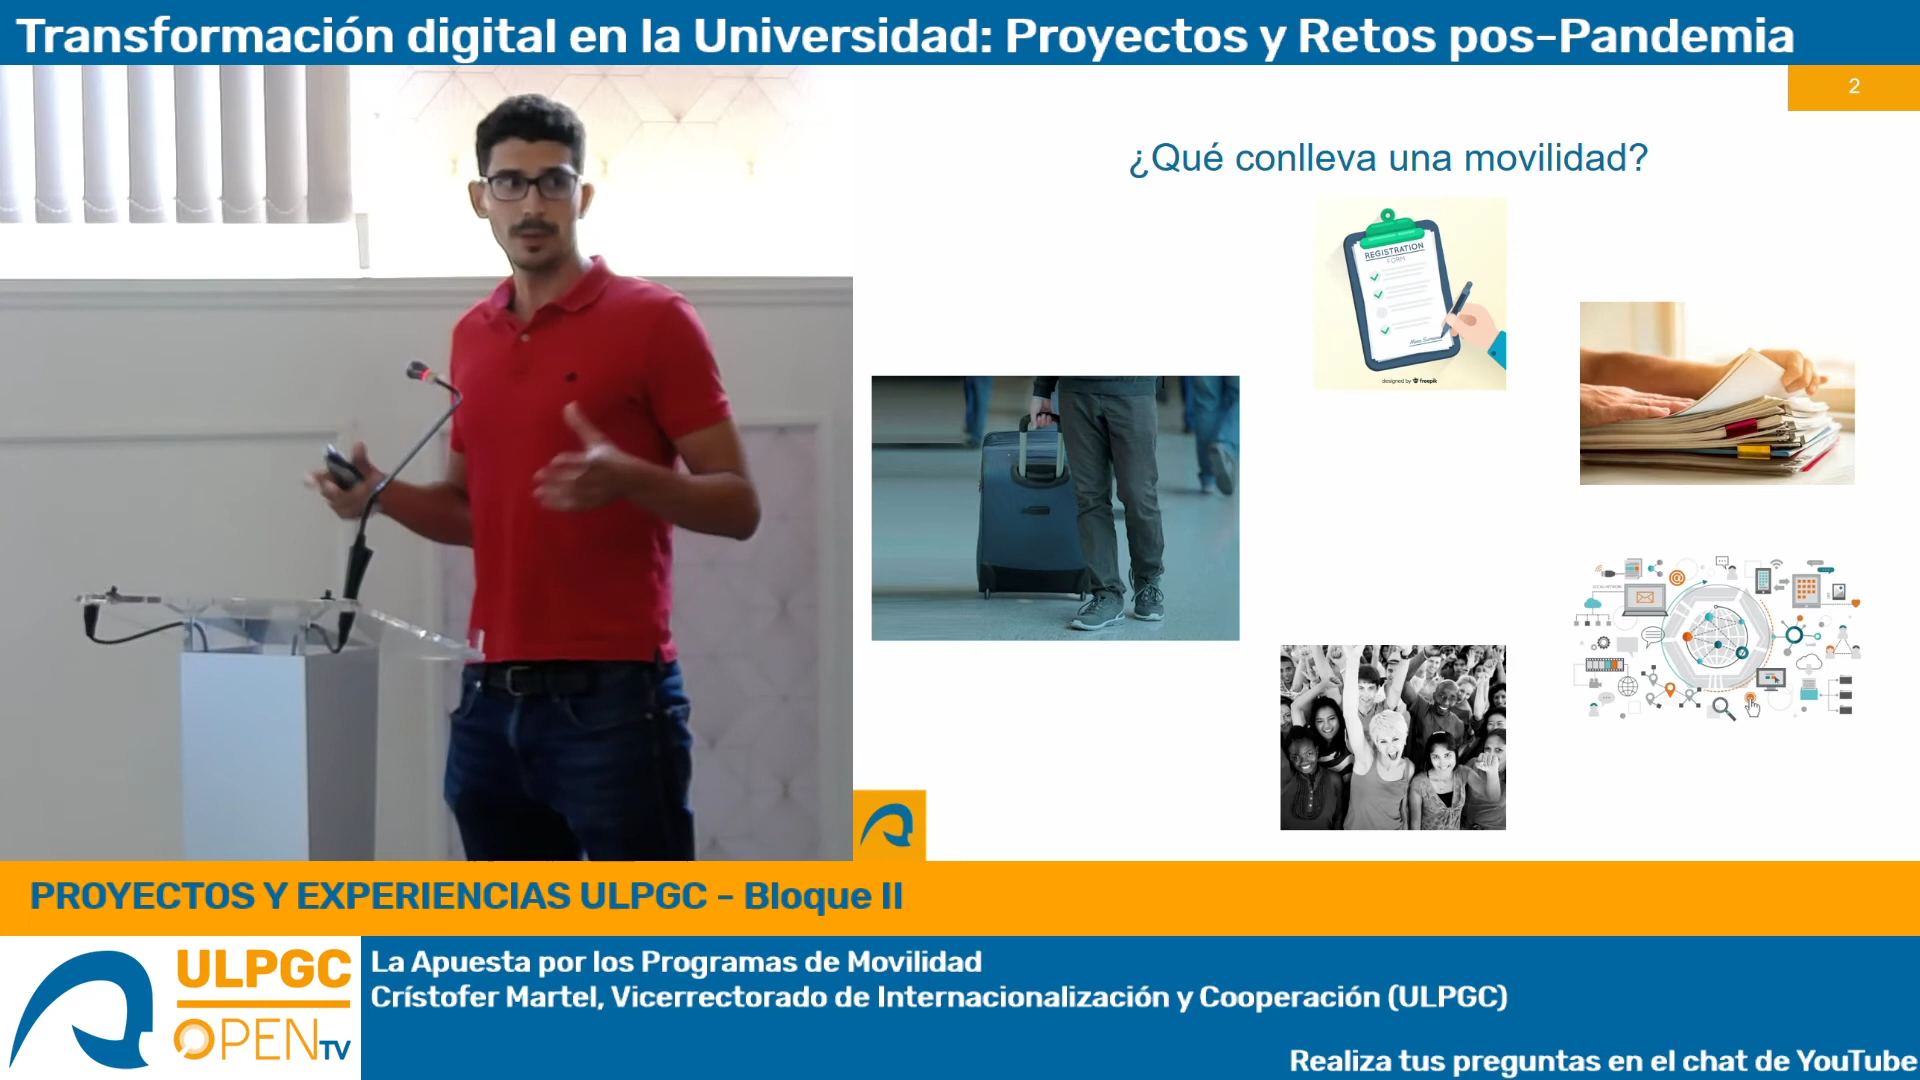 Transformación digital en la Universidad: Proyectos y Retos pos-Pandemia
2
¿Qué conlleva una movilidad?
REGISTRATION
FORM
designed by freepik
PROYECTOS Y EXPERIENCIAS ULPGC - Bloque II
ULPGC
OPENTV
La Apuesta por los Programas de Movilidad
Crístofer Martel, Vicerrectorado de Internacionalización y Cooperación (ULPGC)
Realiza tus preguntas en el chat de YouTube